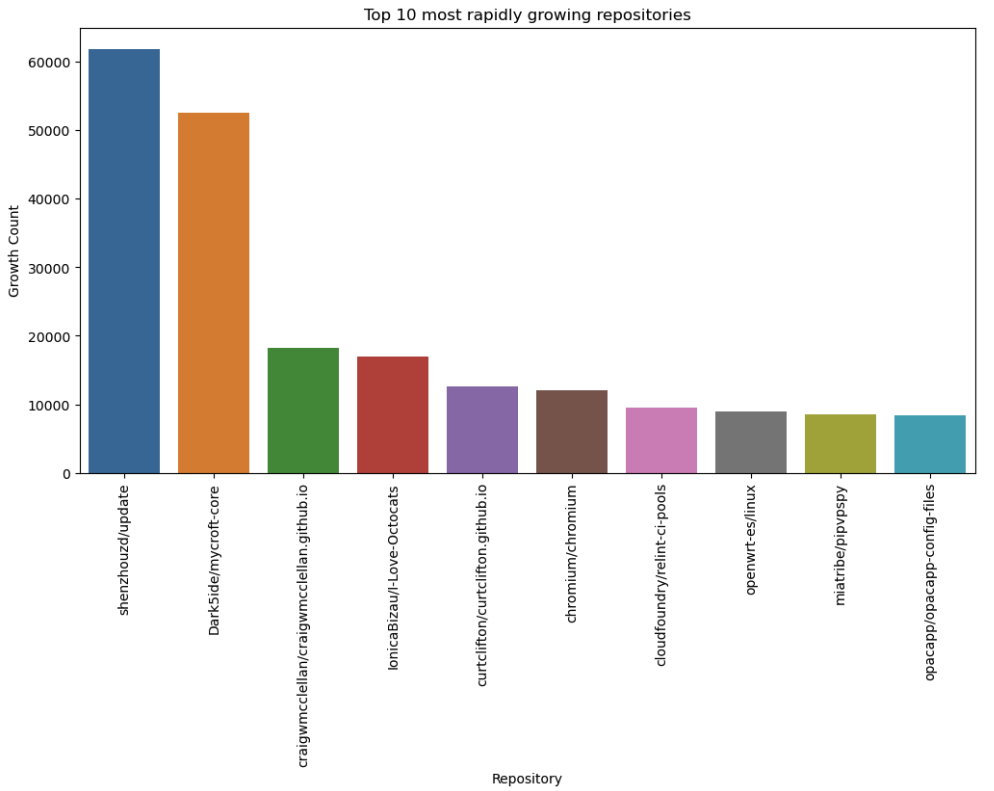 Top 10 most rapidly growing repositories
Growth Count
60000
50000
40000
30000
20000
10000
0
shenzhouzd/update
Dark5ide/mycroft-core
craigwmcclellan/craigwmcclellan.github.io
IonicaBizau/I-Love-Octocats
curtclifton/curtclifton.github.io
chromium/chromium
cloudfoundry/relint-ci-pools
openwrt-es/linux
miatribe/pipvpspy
opacapp/opacapp-config-files
Repository